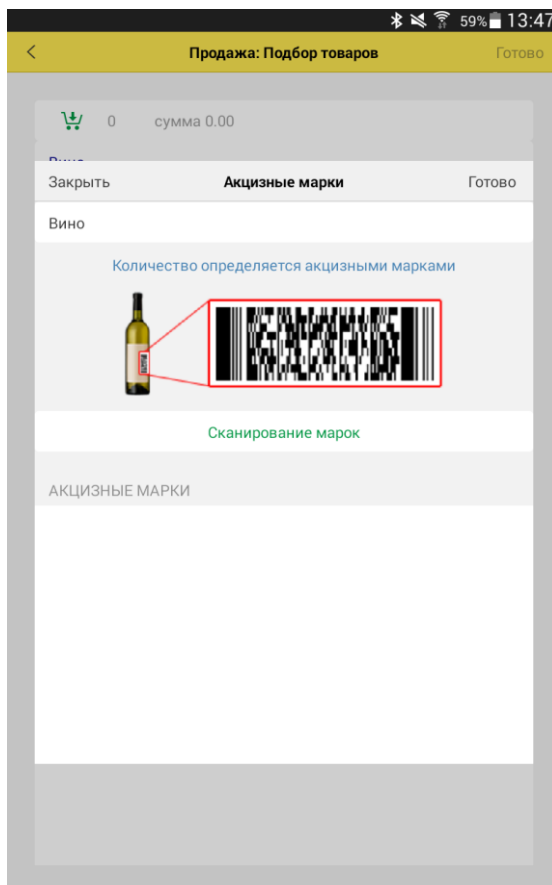 59% 13:47
Продажа: Подбор товаров Готово
0 сумма 0.00
Вино
Закрыть Акцизные марки Готово
Вино
Количество определяется акцизными марками
Сканирование марок
АКЦИЗНЫЕ МАРКИ